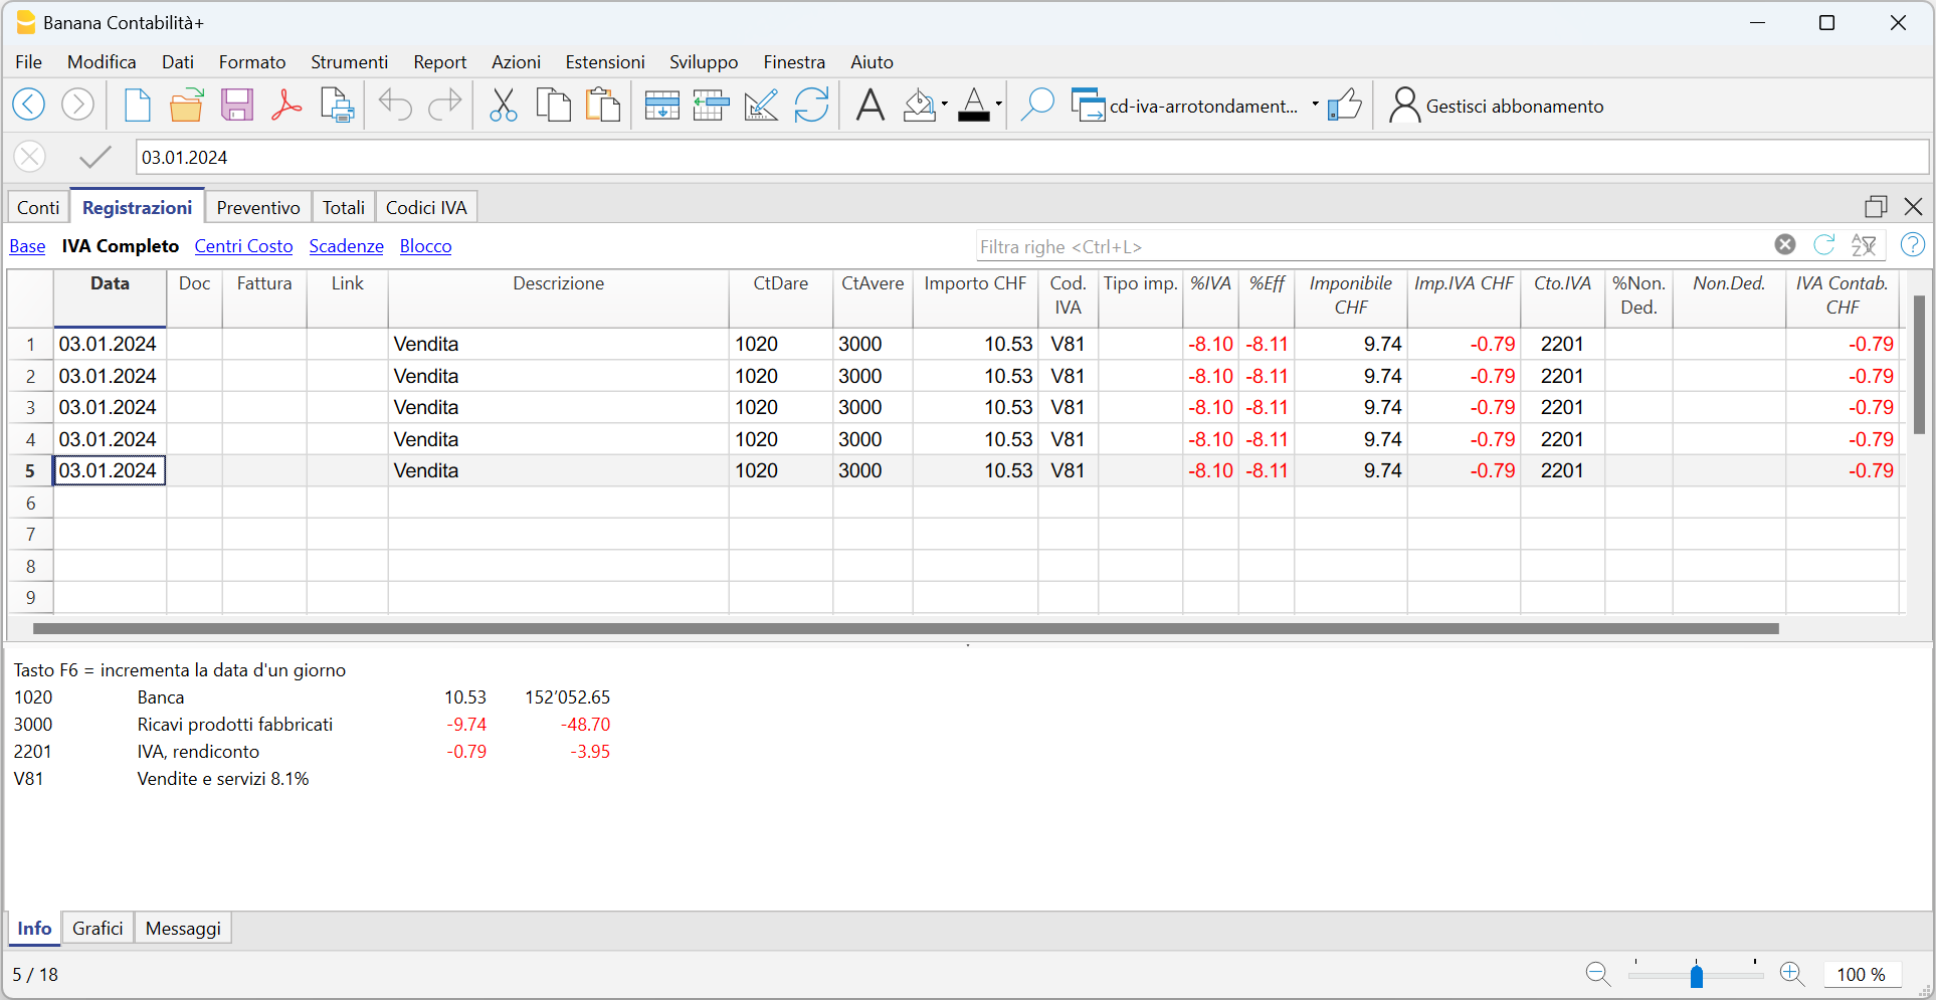 Banana Contabilità+
File Modifica Dati Formato Strumenti Report Azioni Estensioni Sviluppo Finestra Aiuto
cd-iva-arrotondament... Gestisci abbonamento
03.01.2024
Conti Registrazioni Preventivo Totali Codici IVA
Base IVA Completo Centri Costo Scadenze Blocco Filtra righe <Ctrl+L>
Data Doc Fattura Link Descrizione CtDare CtAvere Importo CHF Cod. IVA Tipo imp. %IVA %Eff Imponibile CHF Imp.IVA CHF Cto.IVA %Non. Ded. Non.Ded. IVA Contab. CHF
1 03.01.2024 Vendita 1020 3000 10.53 V81 -8.10 -8.11 9.74 -0.79 2201 -0.79
2 03.01.2024 Vendita 1020 3000 10.53 V81 -8.10 -8.11 9.74 -0.79 2201 -0.79
3 03.01.2024 Vendita 1020 3000 10.53 V81 -8.10 -8.11 9.74 -0.79 2201 -0.79
4 03.01.2024 Vendita 1020 3000 10.53 V81 -8.10 -8.11 9.74 -0.79 2201 -0.79
5 03.01.2024 Vendita 1020 3000 10.53 V81 -8.10 -8.11 9.74 -0.79 2201 -0.79
6
7
8
9
Tasto F6 = incrementa la data d'un giorno
1020 Banca 10.53 152’052.65
3000 Ricavi prodotti fabbricati -9.74 -48.70
2201 IVA, rendiconto -0.79 -3.95
V81 Vendite e servizi 8.1%
Info Grafici Messaggi
5 / 18 100 %